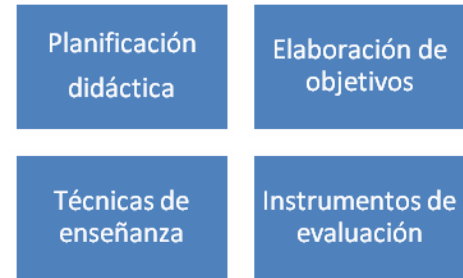 Planificación
didáctica
Elaboración de
objetivos
Técnicas de
enseñanza
Instrumentos de
evaluación